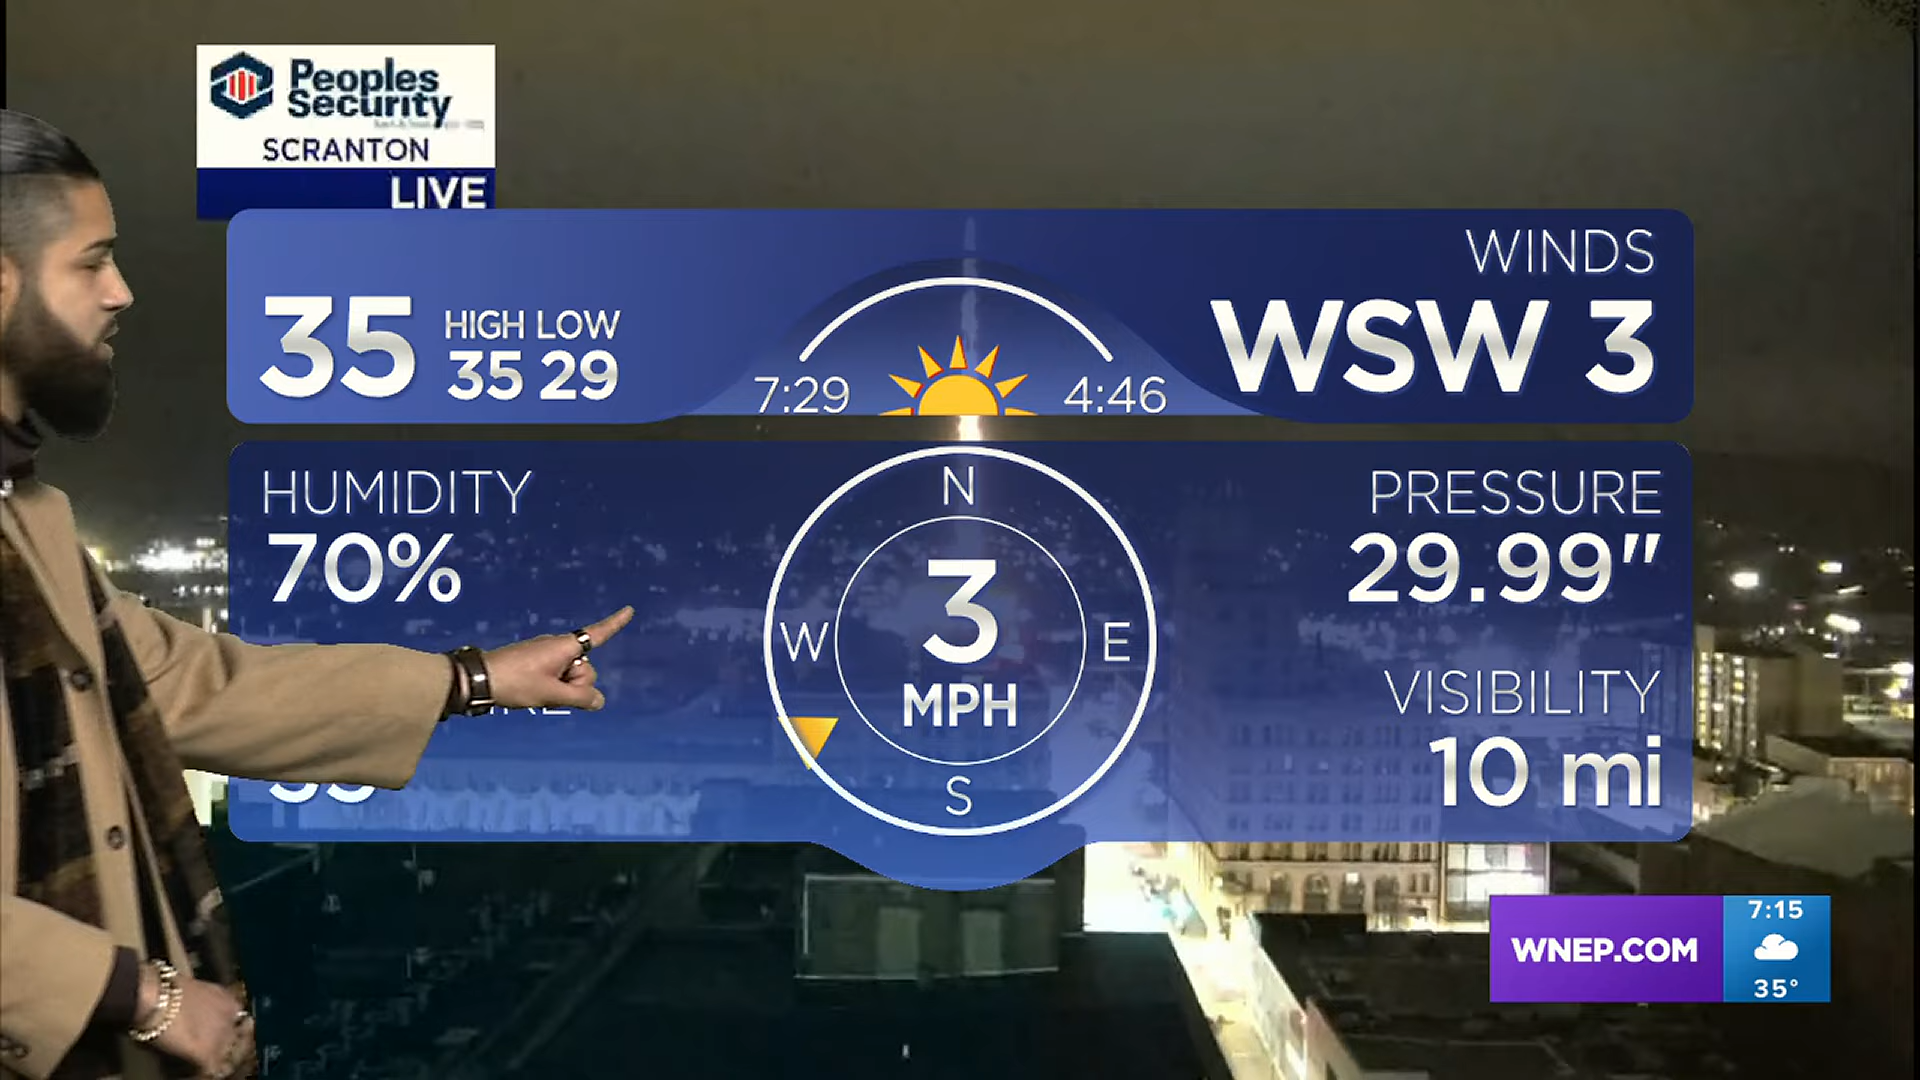 Peoples
Security
SCRANTON
LIVE
35
HIGH LOW
35 29
7:29
4:46
WINDS
WSW 3
HUMIDITY
70%
N
W
E
S
3
MPH
PRESSURE
29.99"
VISIBILITY
10 mi
WNEP.COM
7:15
35°